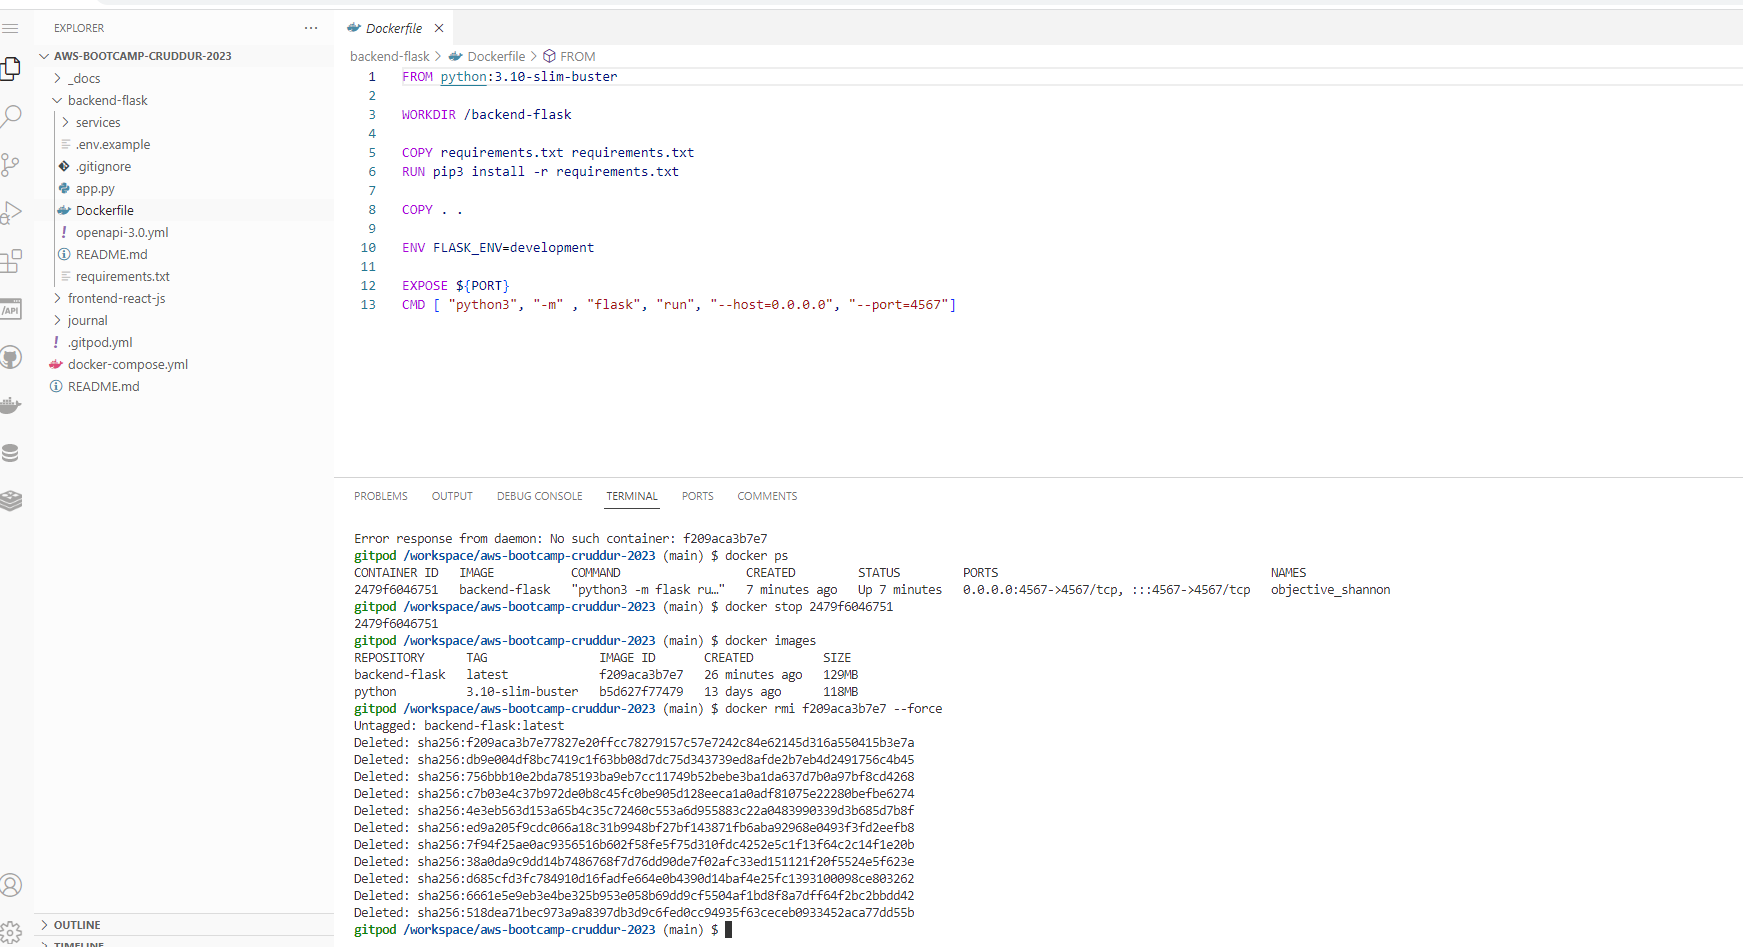 EXPLORER
AWS-BOOTCAMP-CRUDDUR-2023
_docs
backend-flask
services
.env.example
.gitignore
app.py
Dockerfile
openapi-3.0.yml
README.md
requirements.txt
frontend-react-js
journal
.gitpod.yml
docker-compose.yml
README.md
OUTLINE
TIMELINE
/API
Dockerfile
backend-flask > Dockerfile > FROM
1 FROM python:3.10-slim-buster
2
3 WORKDIR /backend-flask
4
5 COPY requirements.txt requirements.txt
6 RUN pip3 install -r requirements.txt
7
8 COPY . .
9
10 ENV FLASK_ENV=development
11
12 EXPOSE ${PORT}
13 CMD [ "python3", "-m" , "flask", "run", "--host=0.0.0.0", "--port=4567"]
PROBLEMS OUTPUT DEBUG CONSOLE TERMINAL PORTS COMMENTS
Error response from daemon: No such container: f209aca3b7e7
gitpod /workspace/aws-bootcamp-cruddur-2023 (main) $ docker ps
CONTAINER ID IMAGE COMMAND CREATED STATUS PORTS NAMES
2479f6046751 backend-flask "python3 -m flask ru…" 7 minutes ago Up 7 minutes 0.0.0.0:4567->4567/tcp, :::4567->4567/tcp objective_shannon
gitpod /workspace/aws-bootcamp-cruddur-2023 (main) $ docker stop 2479f6046751
2479f6046751
gitpod /workspace/aws-bootcamp-cruddur-2023 (main) $ docker images
REPOSITORY TAG IMAGE ID CREATED SIZE
backend-flask latest f209aca3b7e7 26 minutes ago 129MB
python 3.10-slim-buster b5d627f77479 13 days ago 118MB
gitpod /workspace/aws-bootcamp-cruddur-2023 (main) $ docker rmi f209aca3b7e7 --force
Untagged: backend-flask:latest
Deleted: sha256:f209aca3b7e77827e20ffcc78279157c57e7242c84e62145d316a550415b3e7a
Deleted: sha256:db9e004df8bc7419c1f63bb08d7dc75d343739ed8afde2b7eb4d2491756c4b45
Deleted: sha256:756bbb10e2bda785193ba9eb7cc11749b52bebe3ba1da637d7b0a97bf8cd4268
Deleted: sha256:c7b03e4c37b972de0b8c45fc0be905d128eeca1a0adf81075e22280befbe6274
Deleted: sha256:4e3eb563d153a65b4c35c72460c553a6d955883c22a0483990339d3b685d7b8f
Deleted: sha256:ed9a205f9cdc066a18c31b9948bf27bf143871fb6aba92968e0493f3fd2eefb8
Deleted: sha256:7f94f25ae0ac9356516b602f58fe5f75d310fdc4252e5c1f13f64c2c14f1e20b
Deleted: sha256:38a0da9c9dd14b7486768f7d76dd90de7f02afc33ed151121f20f5524e5f623e
Deleted: sha256:d685cfd3fc784910d16fadfe664e0b4390d14baf4e25fc1393100098ce803262
Deleted: sha256:6661e5e9eb3e4be325b953e058b69dd9cf5504af1bd8f8a7dff64f2bc2bbdd42
Deleted: sha256:518dea71bec973a9a8397db3d9c6fed0cc94935f63ceceb0933452aca77dd55b
gitpod /workspace/aws-bootcamp-cruddur-2023 (main) $